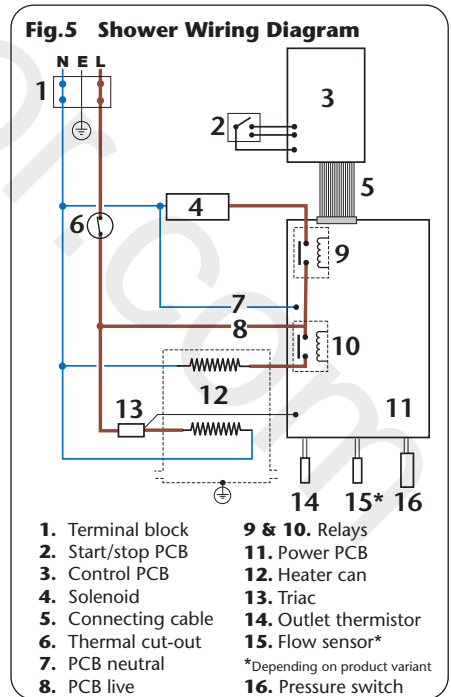 Fig.5 Shower Wiring Diagram
N E L
1
2
3
5
4
6
9
7
8
10
12
13
11
14 15* 16
1. Terminal block
2. Start/stop PCB
3. Control PCB
4. Solenoid
5. Connecting cable
6. Thermal cut-out
7. PCB neutral
8. PCB live
9 & 10. Relays
11. Power PCB
12. Heater can
13. Triac
14. Outlet thermistor
15. Flow sensor*
*Depending on product variant
16. Pressure switch